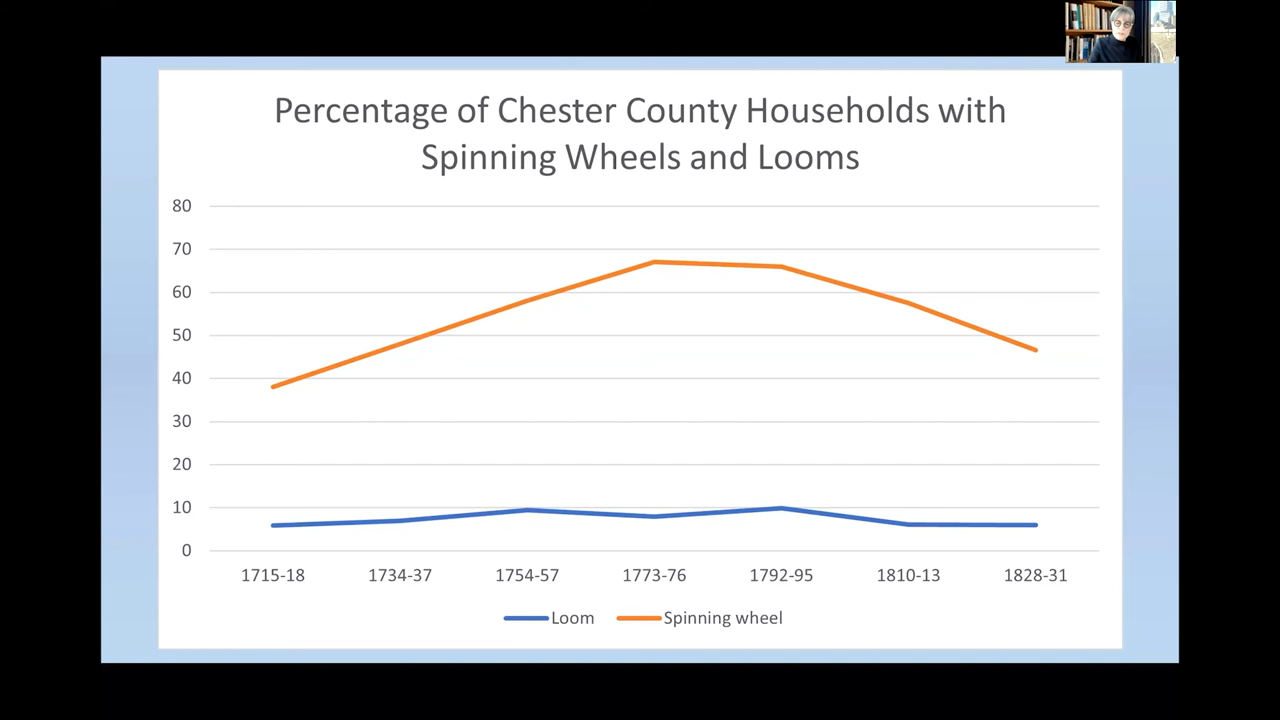 Percentage of Chester County Households with
Spinning Wheels and Looms
80
70
60
50
40
30
20
10
0
1715-18 1734-37 1754-57 1773-76 1792-95 1810-13 1828-31
Loom Spinning wheel